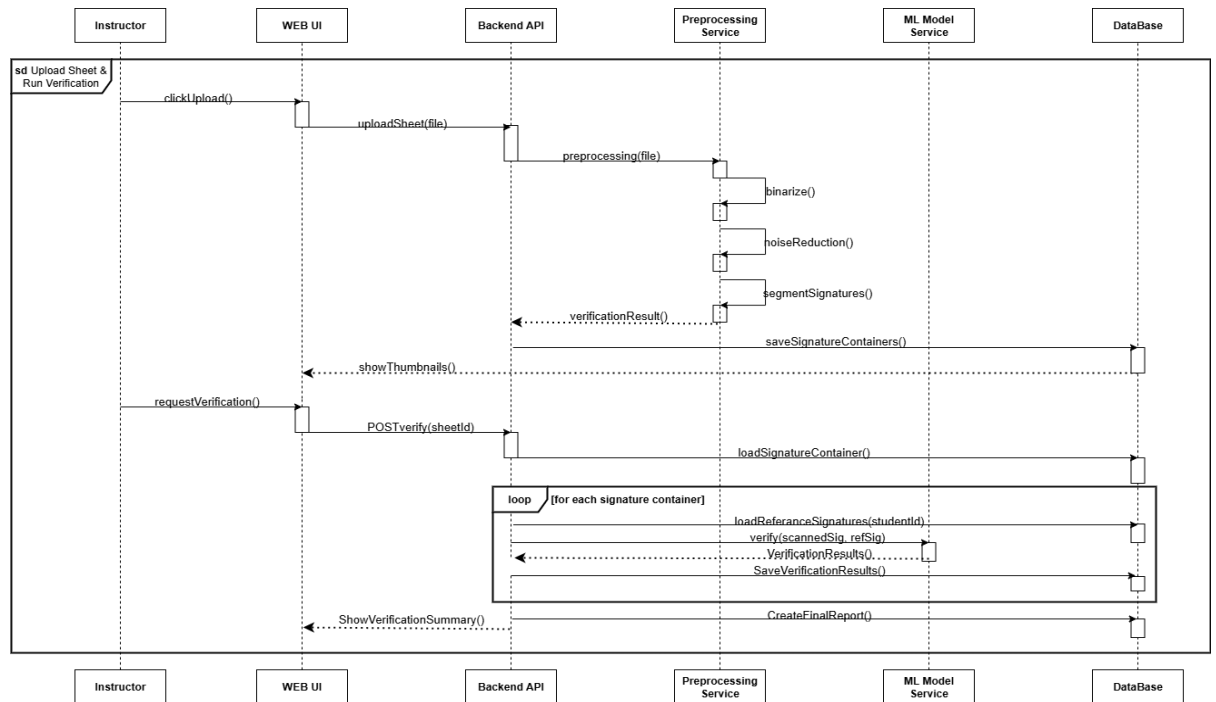 Instructor
WEB UI
Backend API
Preprocessing
Service
ML Model
Service
DataBase
sd Upload Sheet &
Run Verification
clickUpload()
uploadSheet(file)
preprocessing(file)
binarize()
noiseReduction()
segmentSignatures()
verificationResult()
saveSignatureContainers()
showThumbnails()
requestVerification()
POSTverify(sheetId)
loadSignatureContainer()
loop
[for each signature container]
loadReferanceSignatures(studentId)
verify(scannedSig, refSig)
VerificationResults()
SaveVerificationResults()
CreateFinalReport()
ShowVerificationSummary()
Instructor
WEB UI
Backend API
Preprocessing
Service
ML Model
Service
DataBase